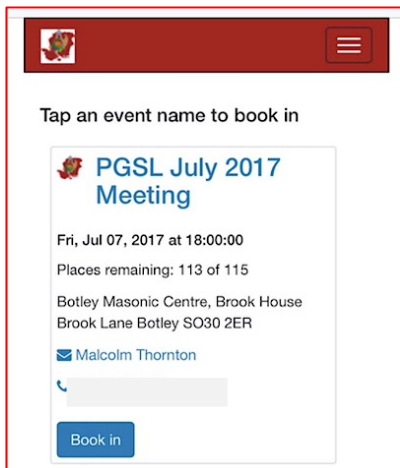 Tap an event name to book in
PGSL July 2017
Meeting
Fri, Jul 07, 2017 at 18:00:00
Places remaining: 113 of 115
Botley Masonic Centre, Brook House
Brook Lane Botley SO30 2ER
Malcolm Thornton
Book in